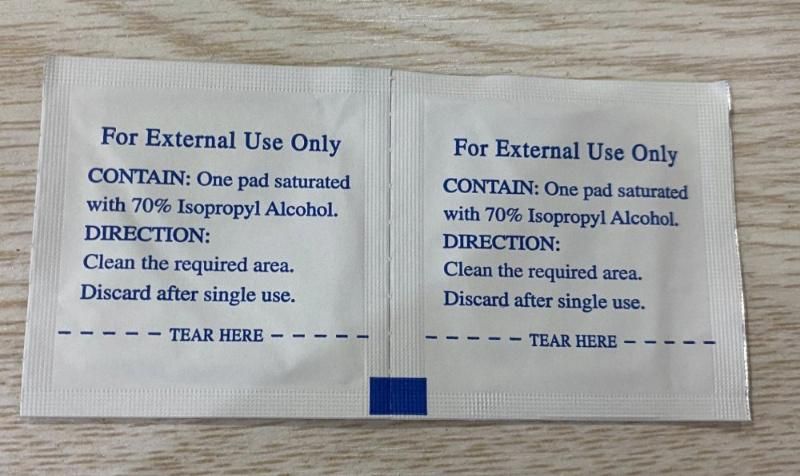 For External Use Only
CONTAIN: One pad saturated
with 70% Isopropyl Alcohol.
DIRECTION:
Clean the required area.
Discard after single use.
– – – – – TEAR HERE – – – – –
For External Use Only
CONTAIN: One pad saturated
with 70% Isopropyl Alcohol.
DIRECTION:
Clean the required area.
Discard after single use.
– – – – – TEAR HERE – – – – –